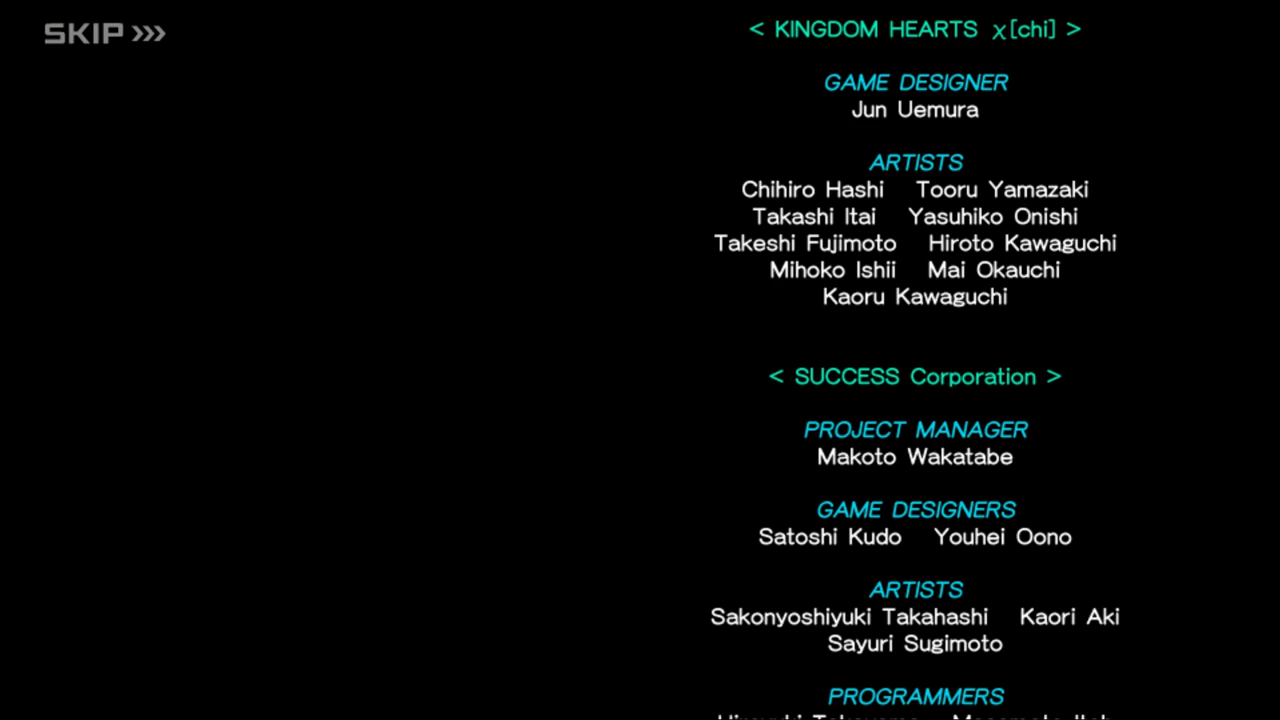 SKIP >>>
< KINGDOM HEARTS χ[chi] >
GAME DESIGNER
Jun Uemura
ARTISTS
Chihiro Hashi Tooru Yamazaki
Takashi Itai Yasuhiko Onishi
Takeshi Fujimoto Hiroto Kawaguchi
Mihoko Ishii Mai Okauchi
Kaoru Kawaguchi
< SUCCESS Corporation >
PROJECT MANAGER
Makoto Wakatabe
GAME DESIGNERS
Satoshi Kudo Youhei Oono
ARTISTS
Sakonyoshiyuki Takahashi Kaori Aki
Sayuri Sugimoto
PROGRAMMERS